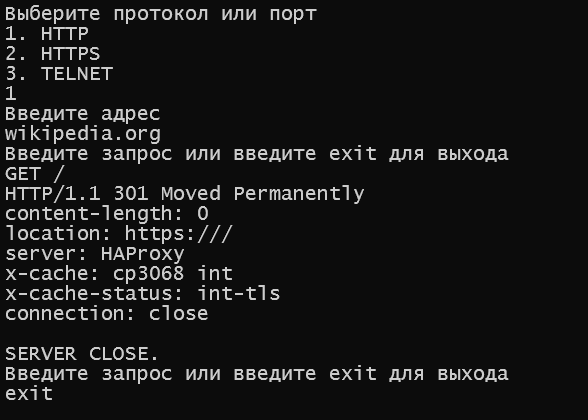 Выберите протокол или порт
1. HTTP
2. HTTPS
3. TELNET
1
Введите адрес
wikipedia.org
Введите запрос или введите exit для выхода
GET /
HTTP/1.1 301 Moved Permanently
content-length: 0
location: https:///
server: HAProxy
x-cache: cp3068 int
x-cache-status: int-tls
connection: close
SERVER CLOSE.
Введите запрос или введите exit для выхода
exit